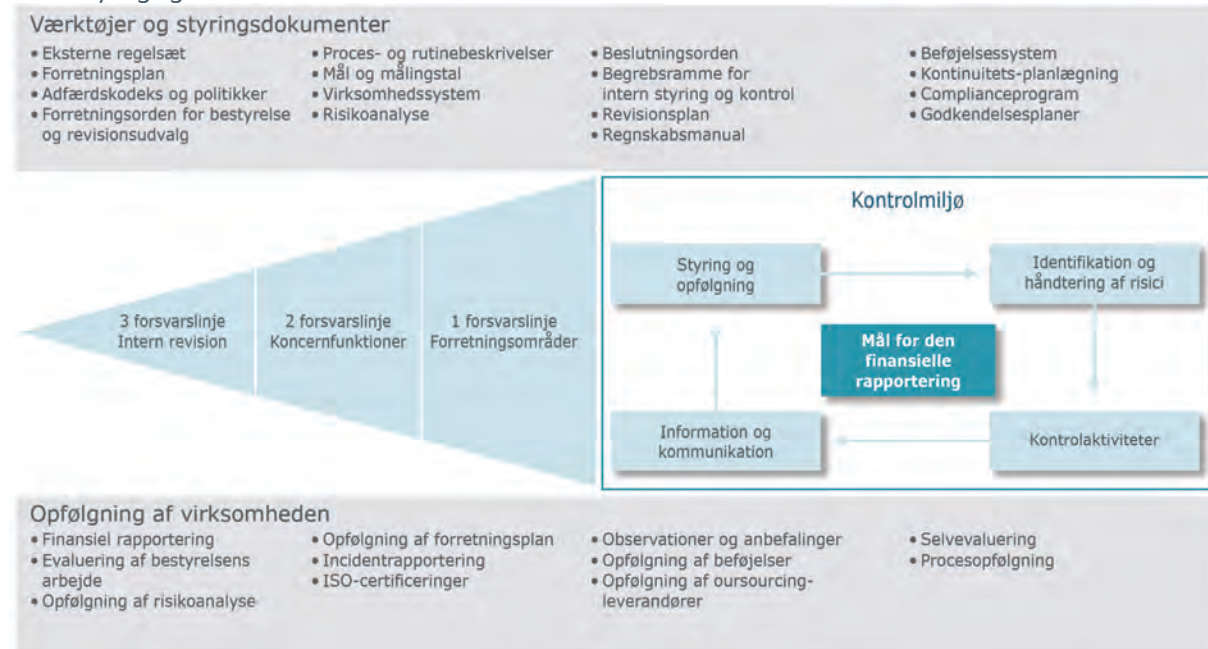 Værktøjer og styringsdokumenter
• Eksterne regelsæt
• Forretningsplan
• Adfærdskodeks og politikker
• Forretningsorden for bestyrelse
og revisionsudvalg
• Proces- og rutinebeskrivelser
• Mål og målingstal
• Virksomhedssystem
• Risikoanalyse
• Beslutningsorden
• Begrebsramme for
intern styring og kontrol
• Revisionsplan
• Regnskabsmanual
• Beføjelsessystem
• Kontinuitets-planlægning
• Complianceprogram
• Godkendelsesplaner
3 forsvarslinje
Intern revision
2 forsvarslinje
Koncernfunktioner
1 forsvarslinje
Forretningsområder
Kontrolmiljø
Styring og
opfølgning
Identifikation og
håndtering af risici
Mål for den
finansielle
rapportering
Information og
kommunikation
Kontrolaktiviteter
Opfølgning af virksomheden
• Finansiel rapportering
• Evaluering af bestyrelsens
arbejde
• Opfølgning af risikoanalyse
• Opfølgning af forretningsplan
• Incidentrapportering
• ISO-certificeringer
• Observationer og anbefalinger
• Opfølgning af beføjelser
• Opfølgning af oursourcing-
leverandører
• Selvevaluering
• Procesopfølgning